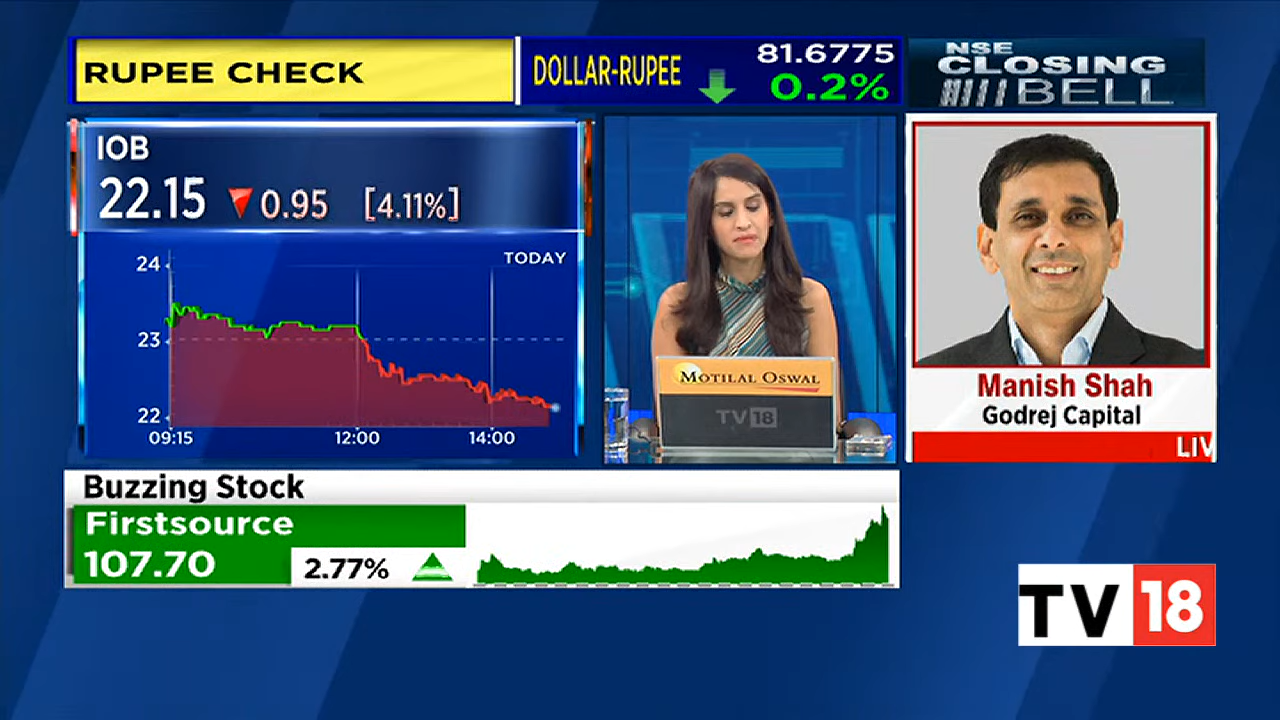 RUPEE CHECK
DOLLAR-RUPEE
81.6775
0.2%
NSE
CLOSING
BELL
IOB
22.15 0.95 [4.11%]
TODAY
24
23
22
09:15 12:00 14:00
MOTILAL OSWAL
TV18
Manish Shah
Godrej Capital
LIV
Buzzing Stock
Firstsource
107.70 2.77%
TV18